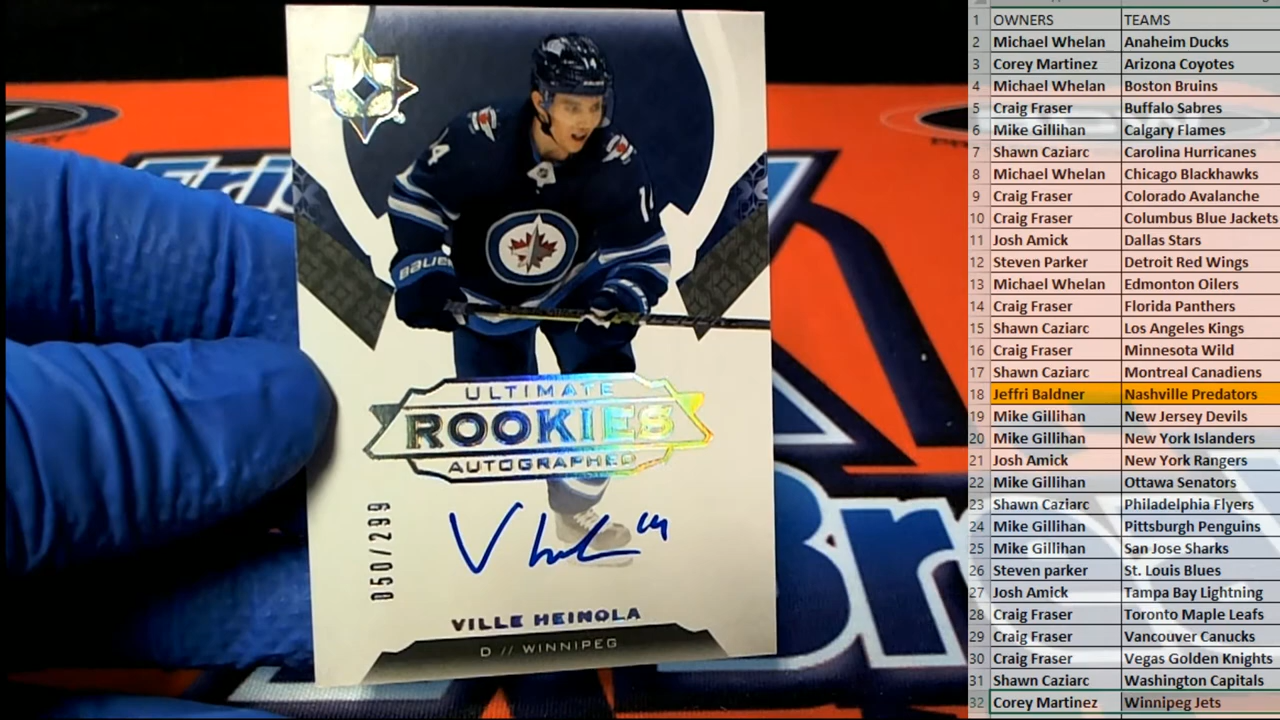 14
14
14
BAUER
ULTIMATE
ROOKIES
AUTOGRAPHED
050/299
14
VILLE HEINOLA
D // WINNIPEG
1 OWNERS TEAMS
2 Michael Whelan Anaheim Ducks
3 Corey Martinez Arizona Coyotes
4 Michael Whelan Boston Bruins
5 Craig Fraser Buffalo Sabres
6 Mike Gillihan Calgary Flames
7 Shawn Caziarc Carolina Hurricanes
8 Michael Whelan Chicago Blackhawks
9 Craig Fraser Colorado Avalanche
10 Craig Fraser Columbus Blue Jackets
11 Josh Amick Dallas Stars
12 Steven Parker Detroit Red Wings
13 Michael Whelan Edmonton Oilers
14 Craig Fraser Florida Panthers
15 Shawn Caziarc Los Angeles Kings
16 Craig Fraser Minnesota Wild
17 Shawn Caziarc Montreal Canadiens
18 Jeffri Baldner Nashville Predators
19 Mike Gillihan New Jersey Devils
20 Mike Gillihan New York Islanders
21 Josh Amick New York Rangers
22 Mike Gillihan Ottawa Senators
23 Shawn Caziarc Philadelphia Flyers
24 Mike Gillihan Pittsburgh Penguins
25 Mike Gillihan San Jose Sharks
26 Steven parker St. Louis Blues
27 Josh Amick Tampa Bay Lightning
28 Craig Fraser Toronto Maple Leafs
29 Craig Fraser Vancouver Canucks
30 Craig Fraser Vegas Golden Knights
31 Shawn Caziarc Washington Capitals
32 Corey Martinez Winnipeg Jets